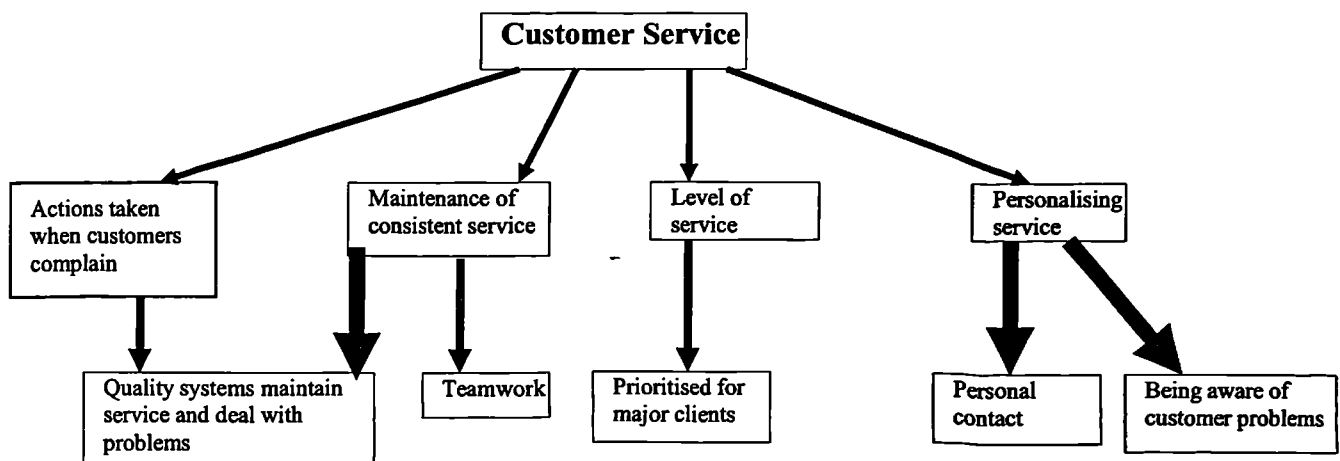 Customer Service
Actions taken
when customers
complain
Maintenance of
consistent service
Level of
service
Personalising
service
Quality systems maintain
service and deal with
problems
Teamwork
Prioritised for
major clients
Personal
contact
Being aware of
customer problems